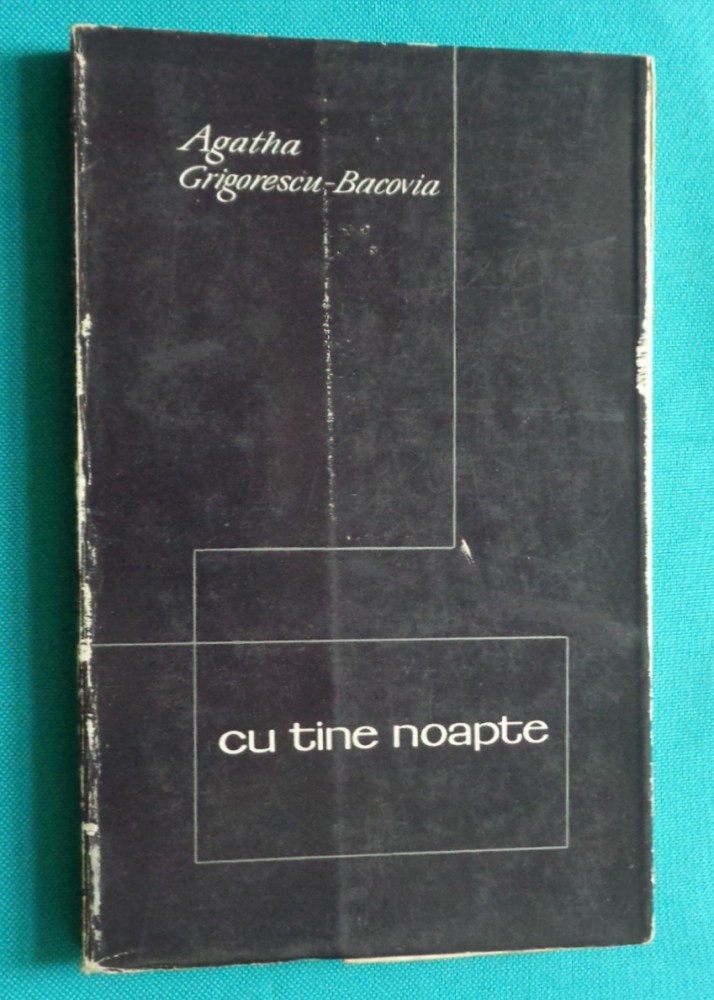 Agatha
Grigorescu-Bacovia
cu tine noapte